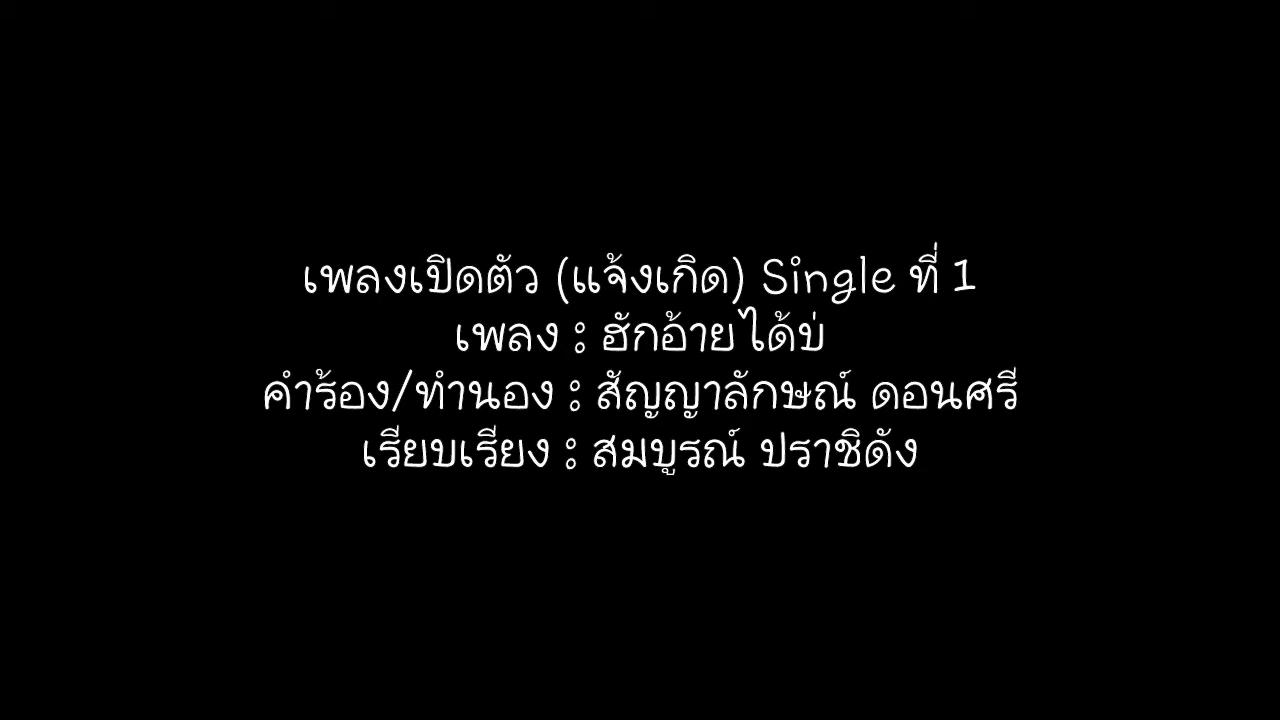 เพลงเปิดตัว (แจ้งเกิด) Single ที่ 1
เพลง : ฮักอ้ายได้บ่
คำร้อง/ทำนอง : สัญญาลักษณ์ ดอนศรี
เรียบเรียง : สมบูรณ์ ปราชิดัง